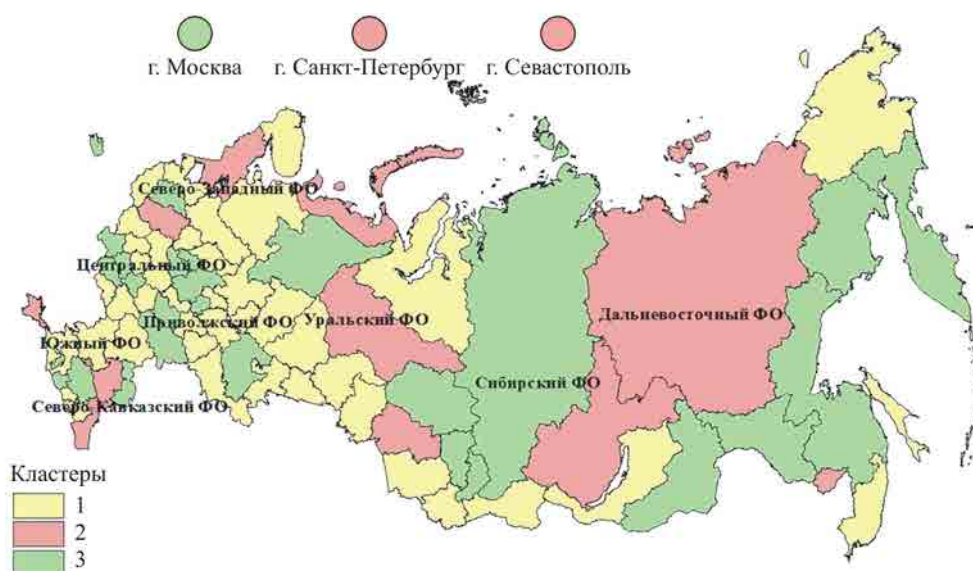 г. Москва
г. Санкт-Петербург
г. Севастополь
Северо-Западный ФО
Центральный ФО
Приволжский ФО
Уральский ФО
Дальневосточный ФО
Южный ФО
Сибирский ФО
Северо-Кавказский ФО
Кластеры
1
2
3